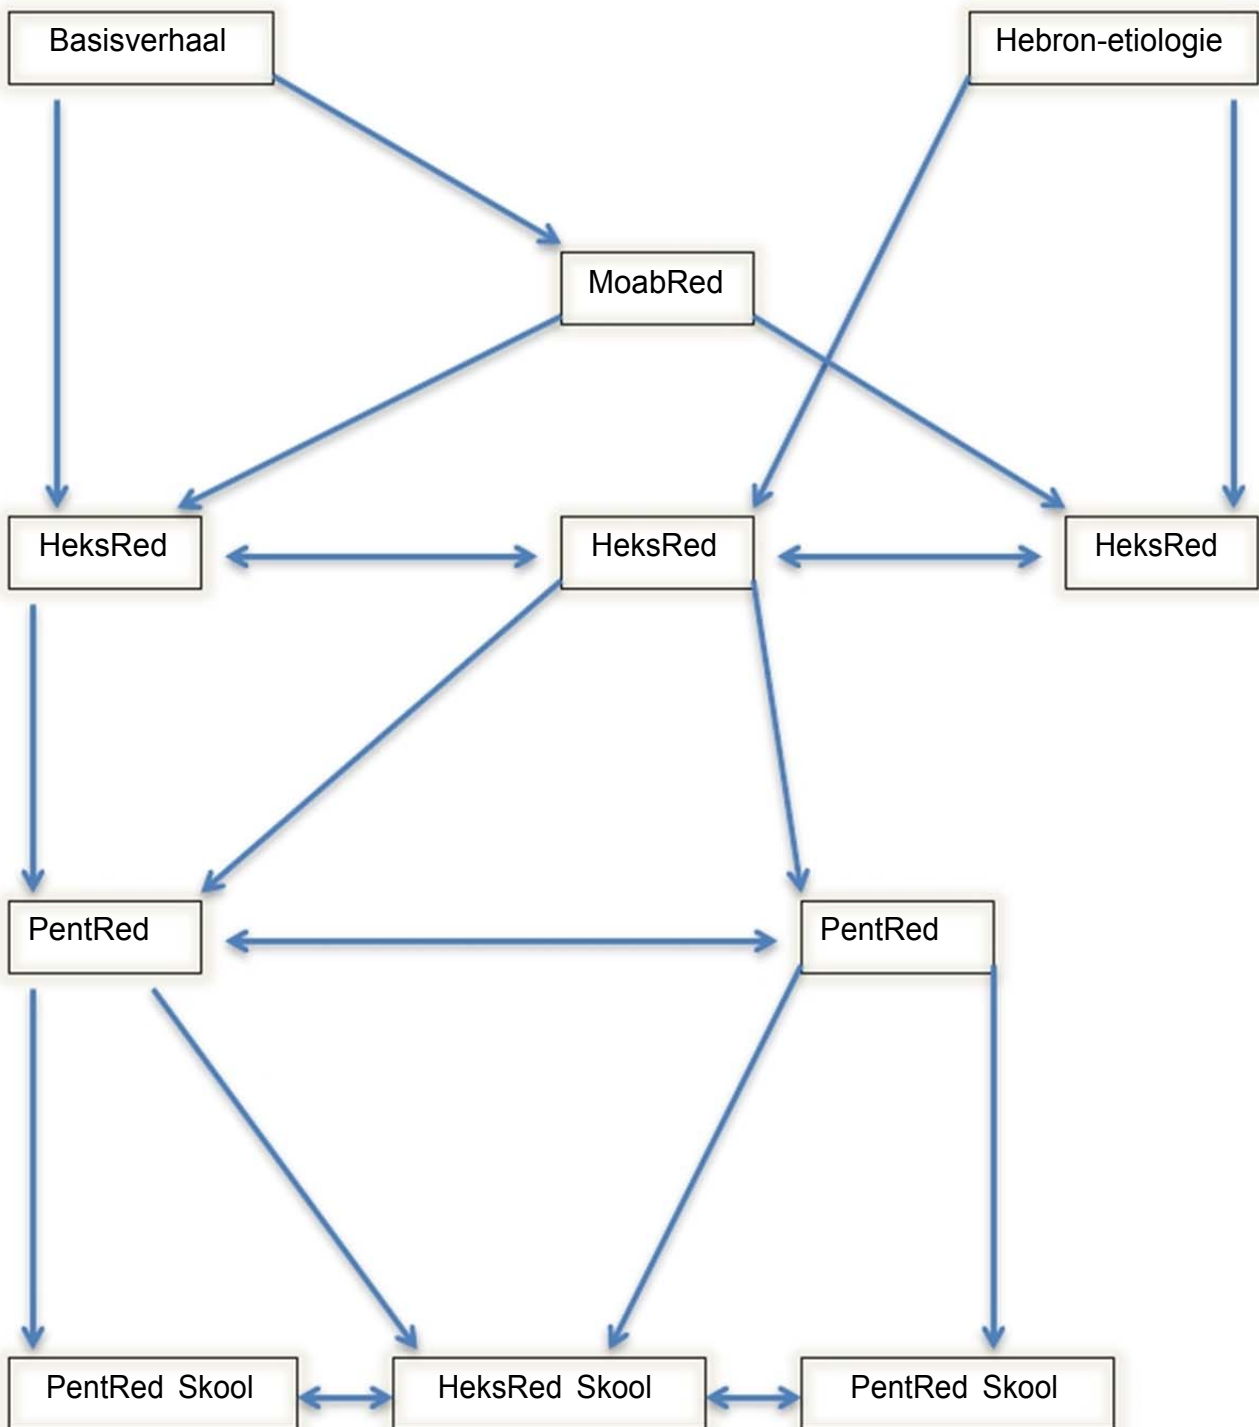 Basisverhaal
Hebron-etiologie
MoabRed
HeksRed
HeksRed
HeksRed
PentRed
PentRed
PentRed Skool
HeksRed Skool
PentRed Skool